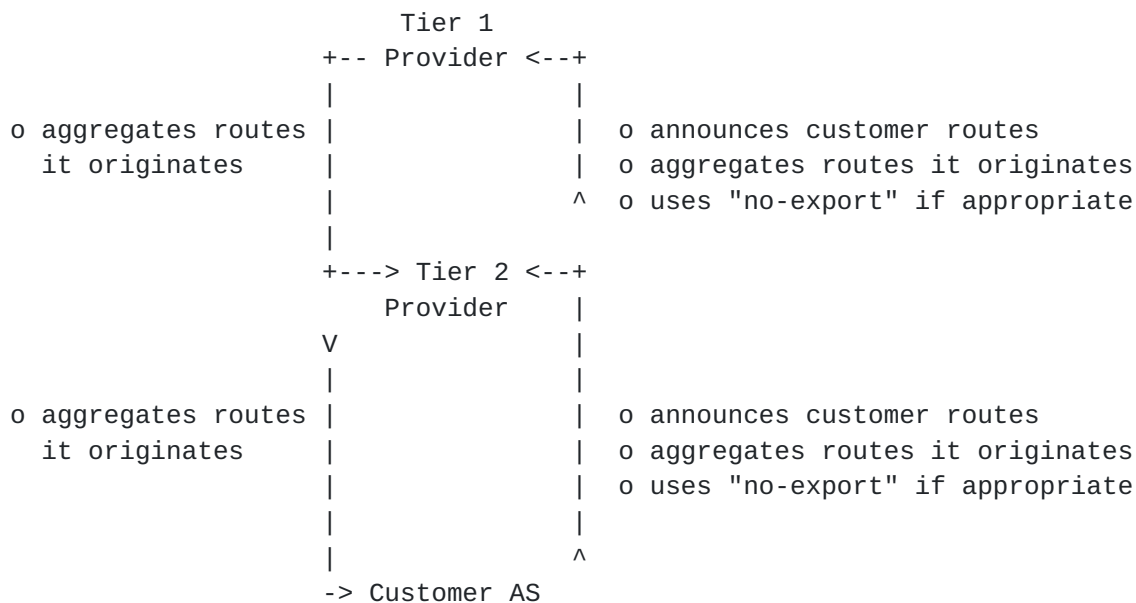 Tier 1
+-- Provider <--+
| |
o aggregates routes | | o announces customer routes
it originates | | o aggregates routes it originates
| ^ o uses "no-export" if appropriate
|
+---> Tier 2 <--+
Provider |
V |
| |
o aggregates routes | | o announces customer routes
it originates | | o aggregates routes it originates
| | o uses "no-export" if appropriate
| |
| ^
-> Customer AS